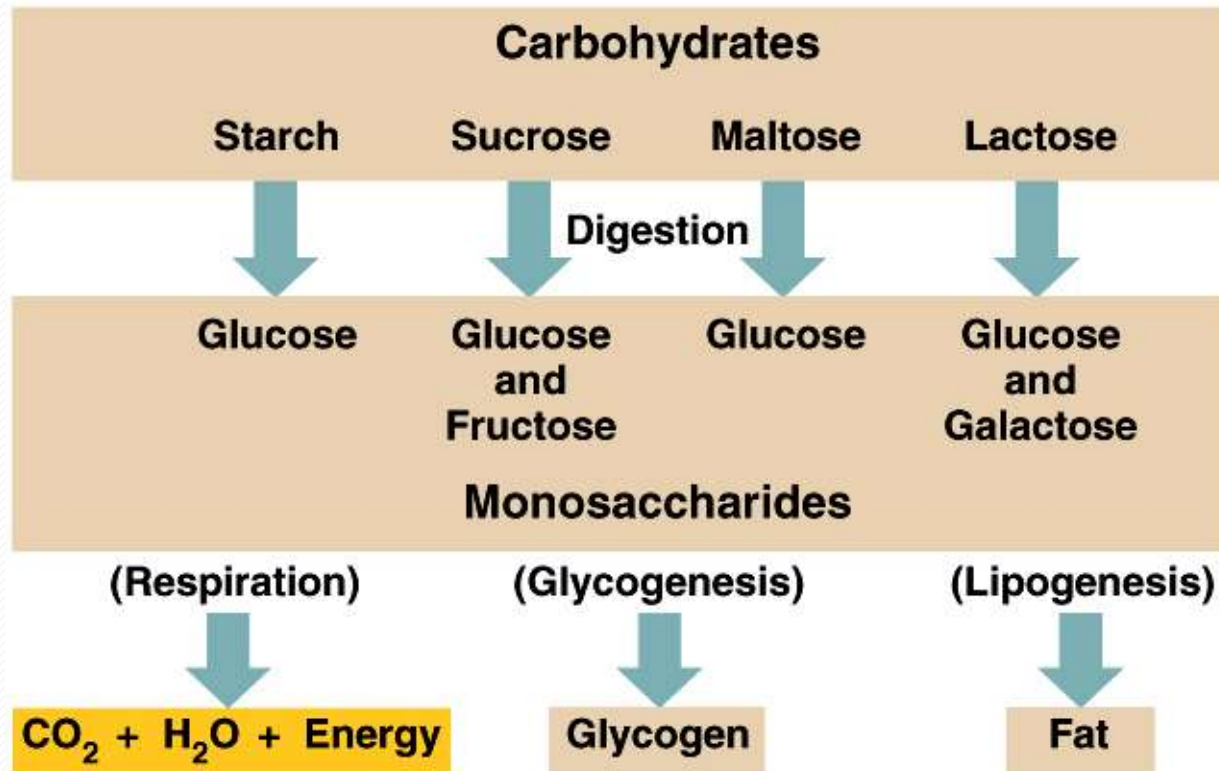 Carbohydrates
Starch Sucrose Maltose Lactose
Digestion
Glucose Glucose Glucose Glucose
and and
Fructose Galactose
Monosaccharides
(Respiration) (Glycogenesis) (Lipogenesis)
CO₂ + H₂O + Energy Glycogen Fat